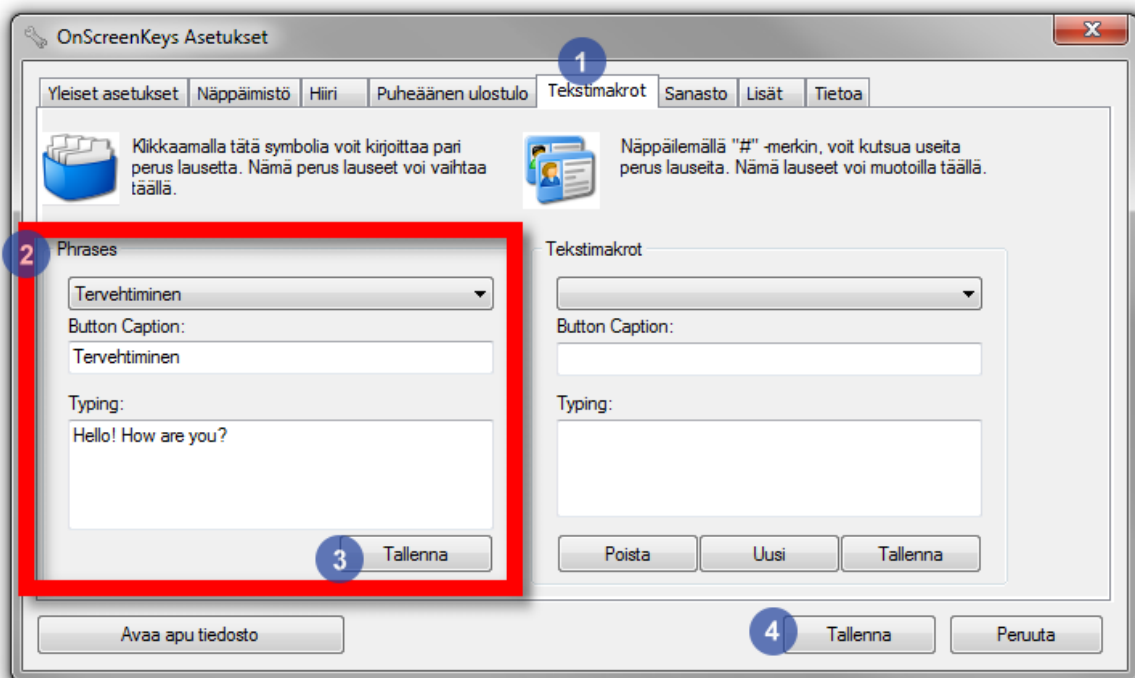 OnScreenKeys Asetukset
1
Yleiset asetukset Näppäimistö Hiiri Puheäänen ulostulo Tekstimakrot Sanasto Lisät Tietoa
Klikkaamalla tätä symbolia voit kirjoittaa pari
perus lausetta. Nämä perus lauseet voi vaihtaa
täällä.
Näppäilemällä "#" -merkin, voit kutsua useita
perus lauseita. Nämä lauseet voi muotoilla täällä.
2
Phrases
Tervehtiminen
Button Caption:
Tervehtiminen
Typing:
Hello! How are you?
3
Tallenna
Tekstimakrot
Button Caption:
Typing:
Poista Uusi Tallenna
Avaa apu tiedosto
4
Tallenna Peruuta